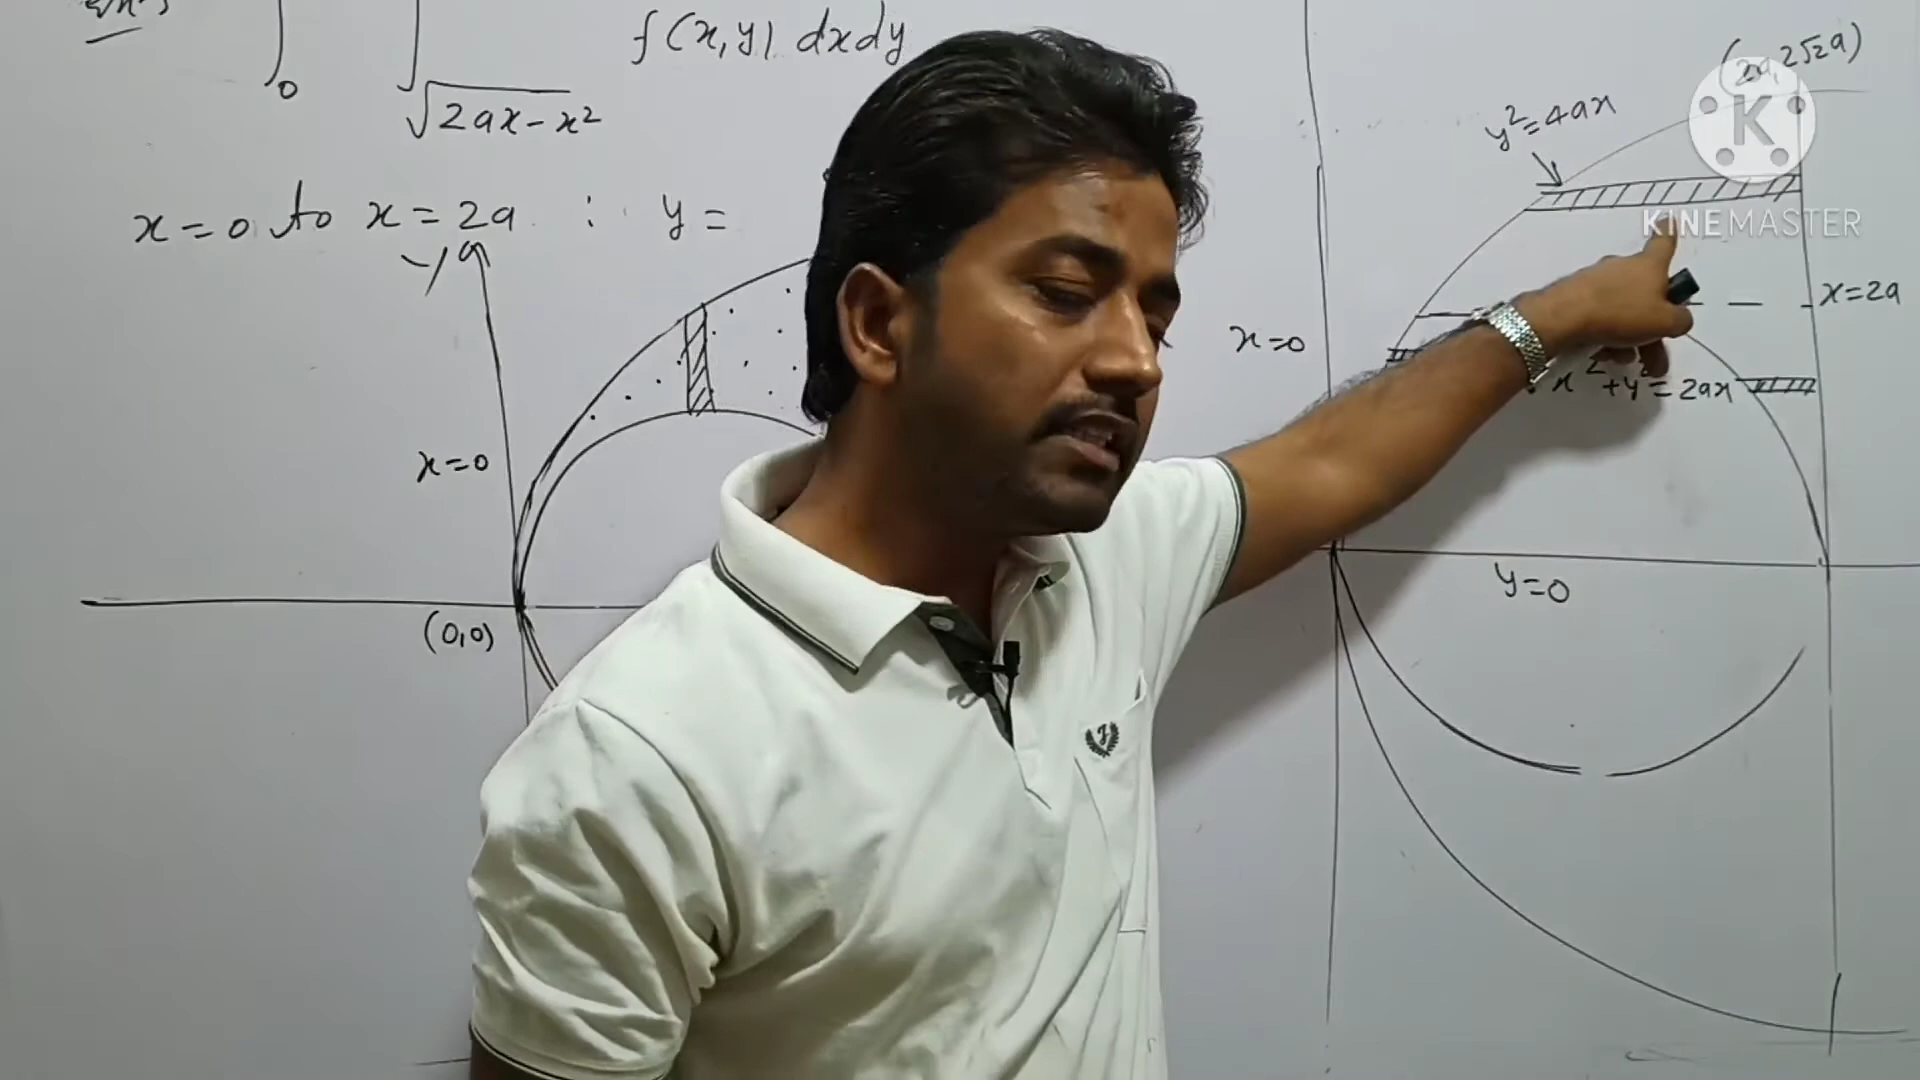 0
f(x,y) dxdy
√2ax-x²
x=0 to x=2a : y=
y
x=0
(0,0)
(2a,2√2a)
y²=4ax
K
KINEMASTER
x=2a
x=0
x²+y²=2ax
y=0